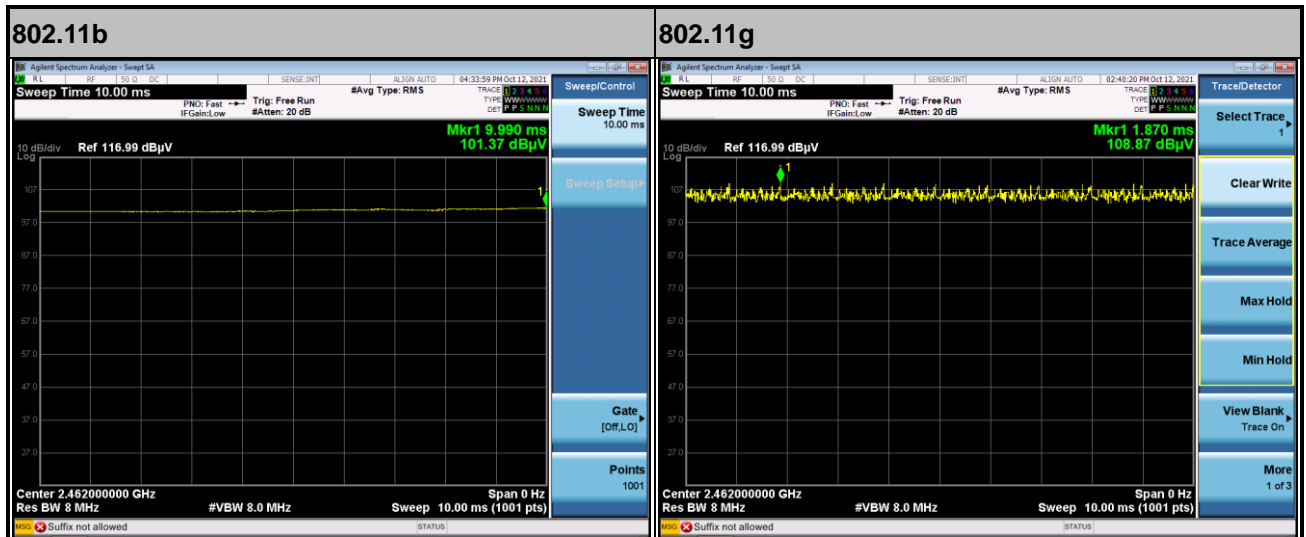 802.11b
Agilent Spectrum Analyzer - Swept SA
RL RF 50 Ω DC SENSE:INT ALIGN AUTO 04:33:59 PM Oct 12, 2021
Sweep Time 10.00 ms
PNO: Fast
IFGain:Low
Trig: Free Run
#Atten: 20 dB
#Avg Type: RMS
TRACE 1 2 3 4 5 6
TYPE WWWWWW
DET P P S N N N
Mkr1 9.990 ms
101.37 dBµV
10 dB/div Ref 116.99 dBµV
Log
107
97.0
87.0
77.0
67.0
57.0
47.0
37.0
27.0
1
Center 2.462000000 GHz Span 0 Hz
Res BW 8 MHz #VBW 8.0 MHz Sweep 10.00 ms (1001 pts)
MSG Suffix not allowed STATUS
Sweep/Control
Sweep Time
10.00 ms
Sweep Setup
Gate
[Off,LO]
Points
1001
802.11g
Agilent Spectrum Analyzer - Swept SA
RL RF 50 Ω DC SENSE:INT ALIGN AUTO 02:40:20 PM Oct 12, 2021
Sweep Time 10.00 ms
PNO: Fast
IFGain:Low
Trig: Free Run
#Atten: 20 dB
#Avg Type: RMS
TRACE 1 2 3 4 5 6
TYPE WWWWWW
DET P P S N N N
Mkr1 1.870 ms
108.87 dBµV
10 dB/div Ref 116.99 dBµV
Log
107
97.0
87.0
77.0
67.0
57.0
47.0
37.0
27.0
1
Center 2.462000000 GHz Span 0 Hz
Res BW 8 MHz #VBW 8.0 MHz Sweep 10.00 ms (1001 pts)
MSG Suffix not allowed STATUS
Trace/Detector
Select Trace
1
Clear Write
Trace Average
Max Hold
Min Hold
View Blank
Trace On
More
1 of 3